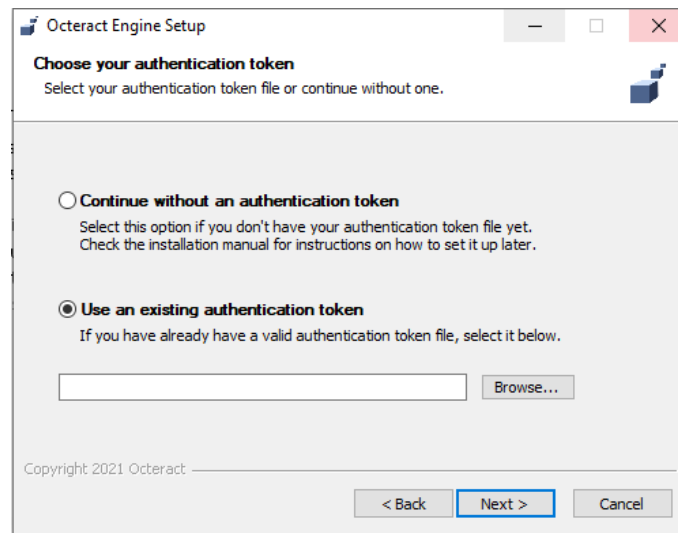 Octeract Engine Setup
Choose your authentication token
Select your authentication token file or continue without one.
Continue without an authentication token
Select this option if you don't have your authentication token file yet.
Check the installation manual for instructions on how to set it up later.
Use an existing authentication token
If you have already have a valid authentication token file, select it below.
Browse...
Copyright 2021 Octeract
< Back Next > Cancel